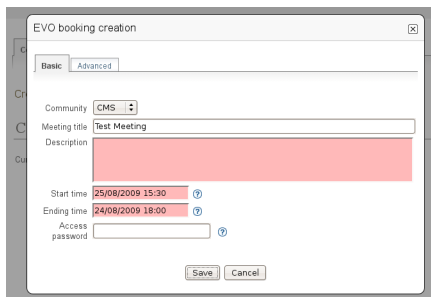 EVO booking creation
Basic Advanced
Community CMS
Meeting title Test Meeting
Description
Start time 25/08/2009 15:30 ?
Ending time 24/08/2009 18:00 ?
Access
password ?
Save Cancel